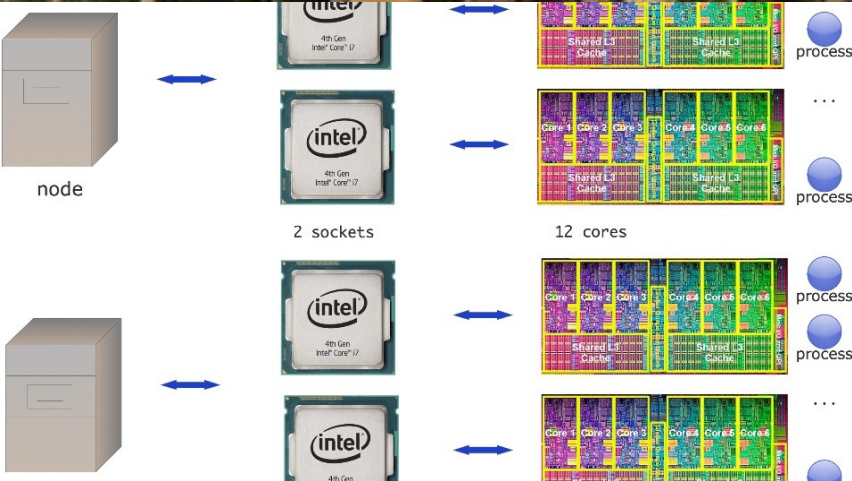 intel
4th Gen
Intel® Core™ i7
Shared L3
Cache
Shared L3
Cache
process
...
intel
4th Gen
Intel® Core™ i7
Core 1 Core 2 Core 3 Core 4 Core 5 Core 6
Shared L3
Cache
Shared L3
Cache
process
node
2 sockets
12 cores
intel
4th Gen
Intel® Core™ i7
Core 1 Core 2 Core 3 Core 4 Core 5 Core 6
Shared L3
Cache
Shared L3
Cache
process
process
...
intel
4th Gen
Core 1 Core 2 Core 3 Core 4 Core 5 Core 6